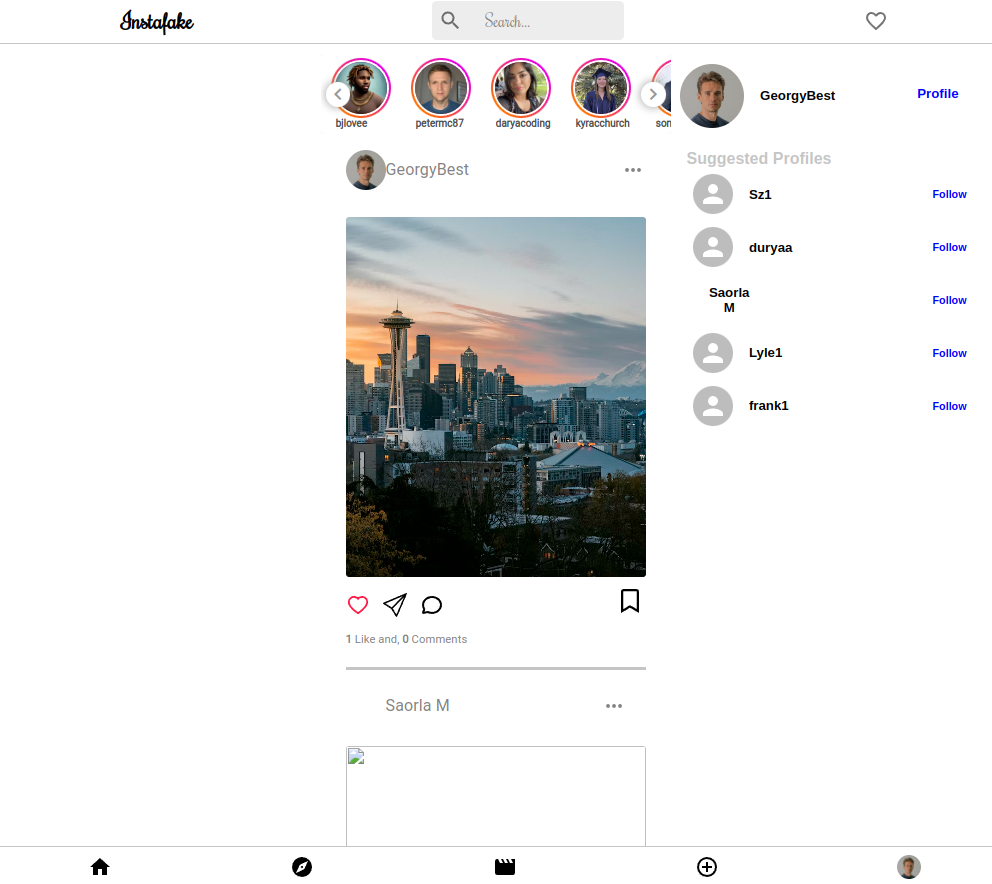 Instafake
Search...
bjlovee
petermc87
daryacoding
kyracchurch
son
GeorgyBest
Profile
GeorgyBest
Suggested Profiles
Sz1
Follow
duryaa
Follow
Saorla
M
Follow
Lyle1
Follow
frank1
Follow
1 Like and, 0 Comments
Saorla M